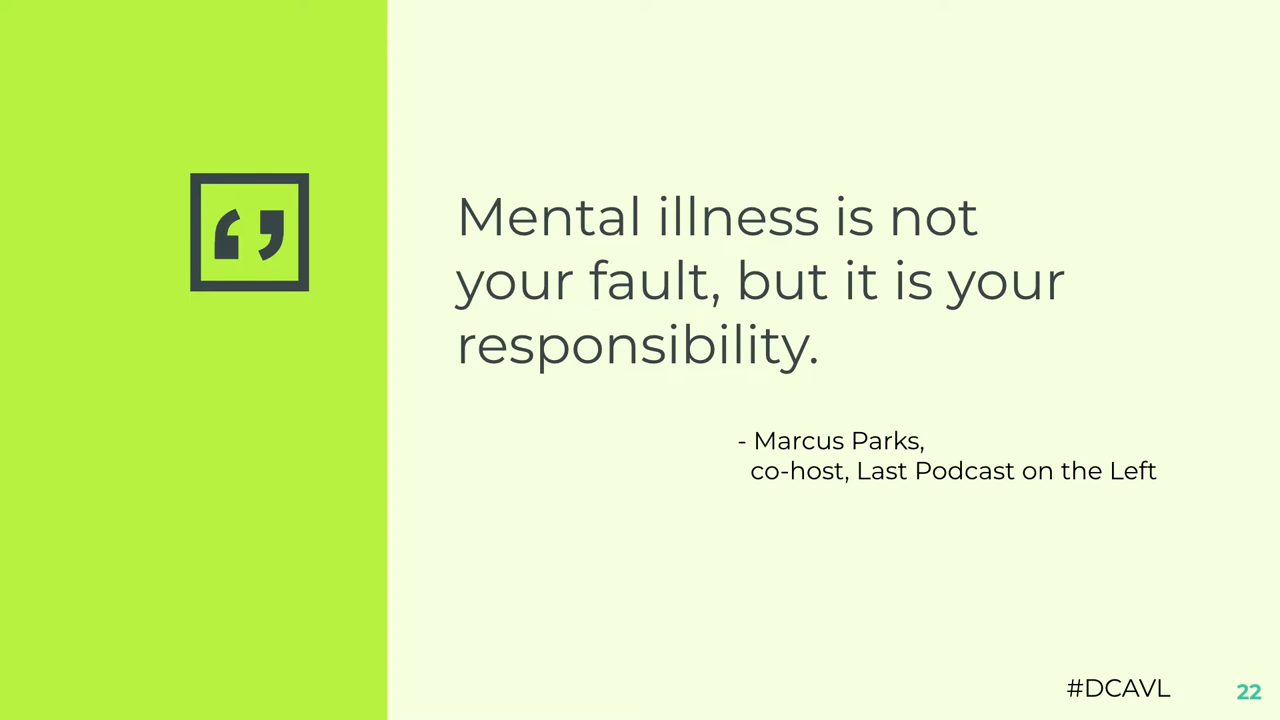 Mental illness is not
your fault, but it is your
responsibility.
- Marcus Parks,
co-host, Last Podcast on the Left
#DCAVL
22